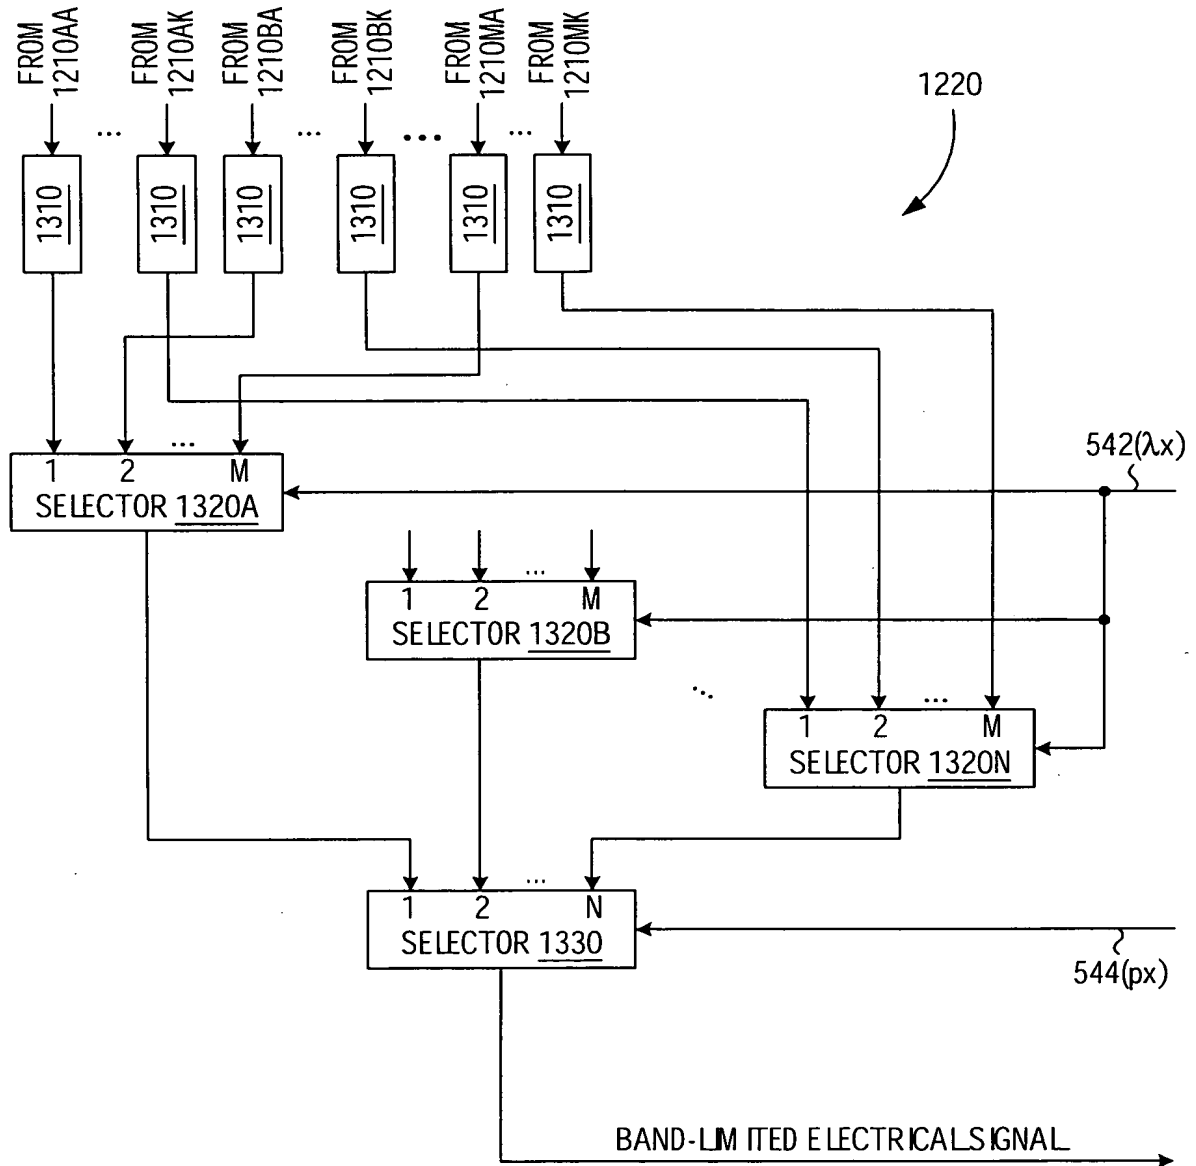 FROM 1210AA
FROM 1210AK
FROM 1210BA
FROM 1210BK
FROM 1210MA
FROM 1210MK
1220
...
...
...
...
1310
1310
1310
1310
1310
1310
542(λx)
...
1 2 M
SELECTOR 1320A
...
1 2 M
SELECTOR 1320B
...
...
1 2 M
SELECTOR 1320N
...
1 2 N
SELECTOR 1330
544(px)
BAND-LIMITED ELECTRICAL SIGNAL